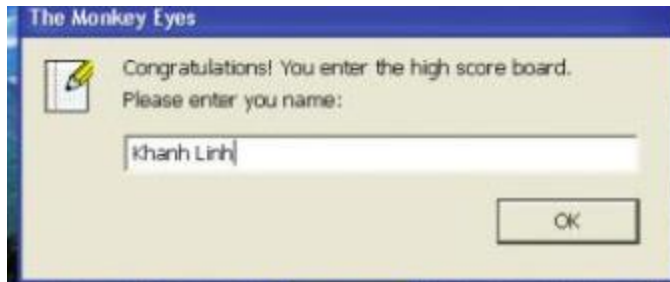 The Monkey Eyes
Congratulations! You enter the high score board.
Please enter you name:
Khanh Linh
OK